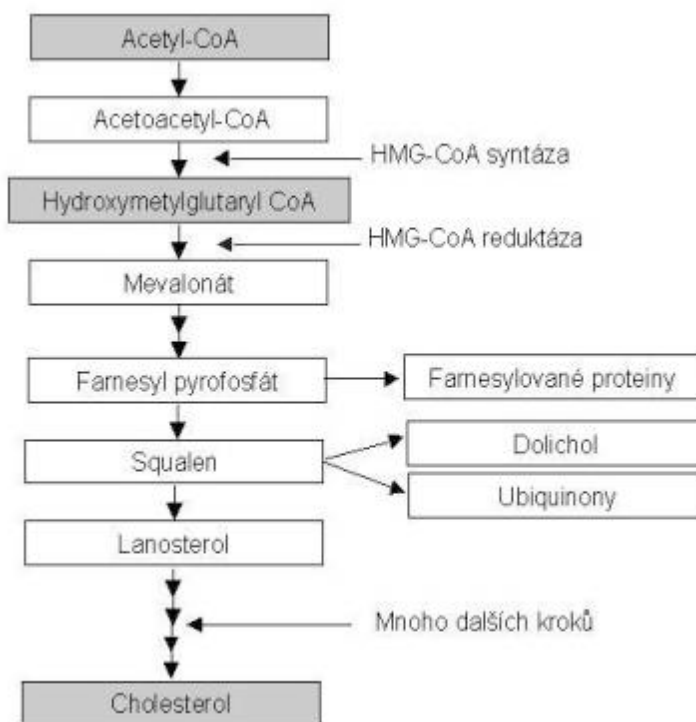 Acetyl-CoA
Acetoacetyl-CoA
HMG-CoA syntáza
Hydroxymetylglutaryl CoA
HMG-CoA reduktáza
Mevalonát
Farnesyl pyrofosfát
Farnesylované proteiny
Dolichol
Squalen
Ubiquinony
Lanosterol
Mnoho dalších kroků
Cholesterol